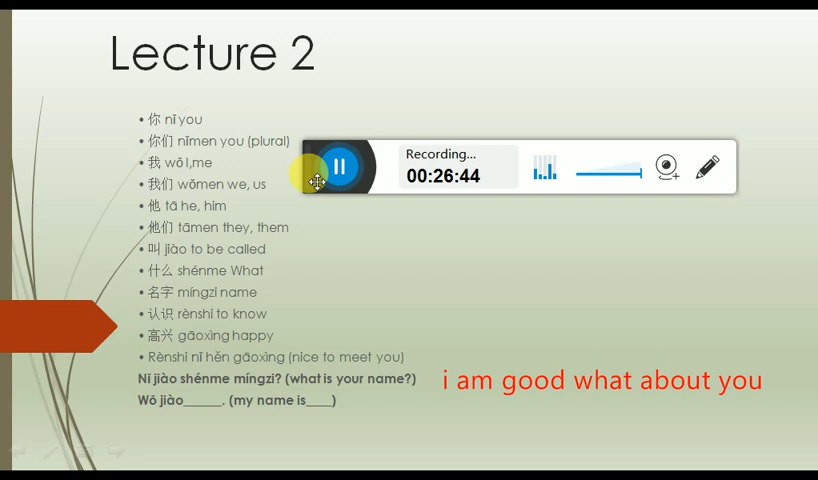 Lecture 2
• 你 nǐ you
• 你们 nǐmen you (plural)
• 我 wǒ I,me
• 我们 wǒmen we, us
• 他 tā he, him
• 他们 tāmen they, them
• 叫 jiào to be called
• 什么 shénme What
• 名字 míngzi name
• 认识 rènshi to know
• 高兴 gāoxìng happy
• Rènshi nǐ hěn gāoxìng (nice to meet you)
Nǐ jiào shénme míngzi? (what is your name?)
Wǒ jiào______. (my name is____)
Recording...
00:26:44
i am good what about you